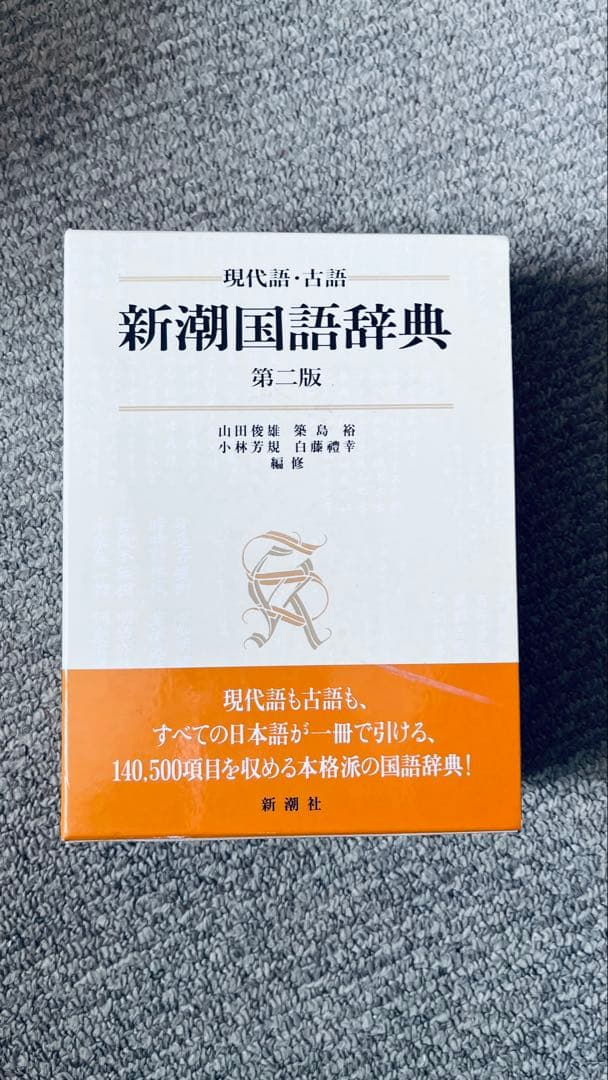 現代語・古語
新潮国語辞典
第二版
山田俊雄 築島 裕
小林芳規 白藤禮幸
編修
現代語も古語も、
すべての日本語が一冊で引ける、
140,500項目を収める本格派の国語辞典!
新潮社